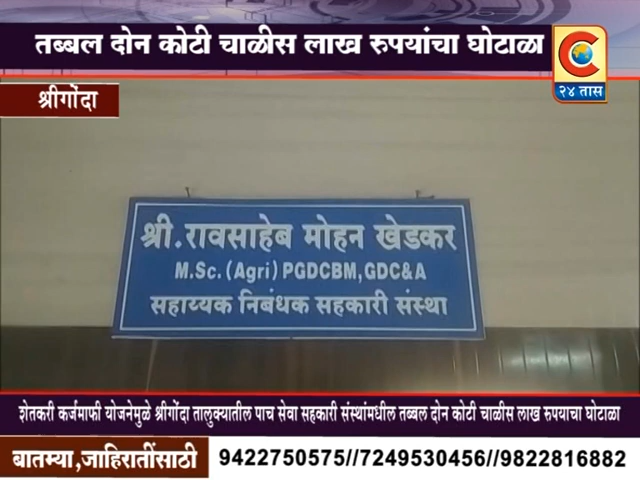 तब्बल दोन कोटी चाळीस लाख रुपयांचा घोटाळा
C
२४ तास
श्रीगोंदा
श्री.रावसाहेब मोहन खेडकर
M.Sc.(Agri) PGDCBM,GDC&A
सहाय्यक निबंधक सहकारी संस्था
शेतकरी कर्जमाफी योजनेमुळे श्रीगोंदा तालुक्यातील पाच सेवा सहकारी संस्थांमधील तब्बल दोन कोटी चाळीस लाख रुपयाचा घोटाळा
बातम्या,जाहिरातींसाठी 9422750575//7249530456//9822816882